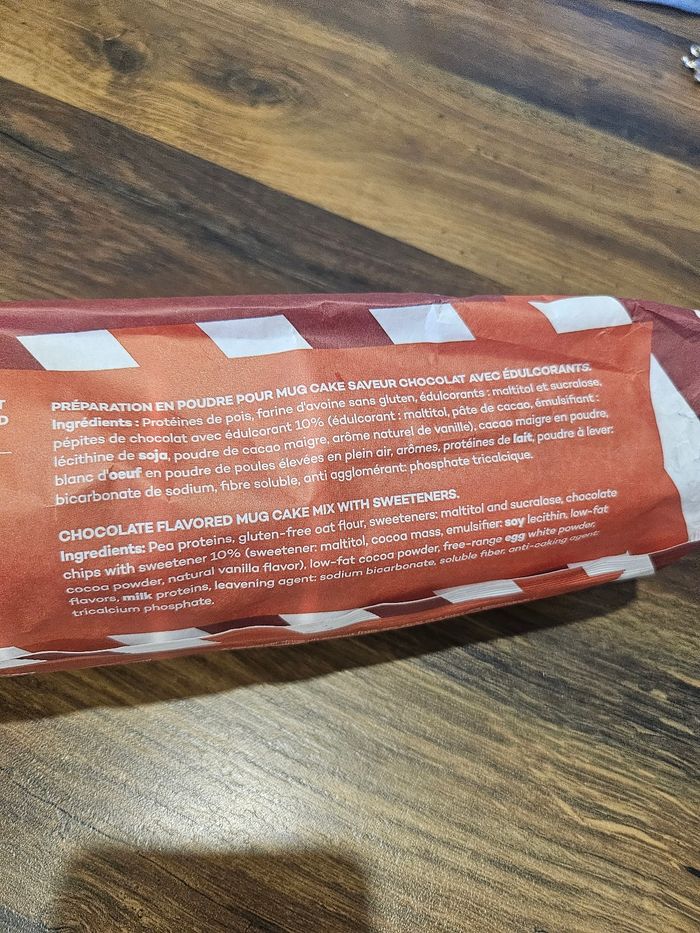 T
D
PRÉPARATION EN POUDRE POUR MUG CAKE SAVEUR CHOCOLAT AVEC ÉDULCORANTS.
Ingrédients : Protéines de pois, farine d'avoine sans gluten, édulcorants : maltitol et sucralose,
pépites de chocolat avec édulcorant 10% (édulcorant : maltitol, pâte de cacao, émulsifiant :
lécithine de soja, poudre de cacao maigre, arôme naturel de vanille), cacao maigre en poudre,
blanc d'oeuf en poudre de poules élevées en plein air, arômes, protéines de lait, poudre à lever:
bicarbonate de sodium, fibre soluble, anti agglomérant: phosphate tricalcique.
CHOCOLATE FLAVORED MUG CAKE MIX WITH SWEETENERS.
Ingredients: Pea proteins, gluten-free oat flour, sweeteners: maltitol and sucralose, chocolate
chips with sweetener 10% (sweetener: maltitol, cocoa mass, emulsifier: soy lecithin, low-fat
cocoa powder, natural vanilla flavor), low-fat cocoa powder, free-range egg white powder,
flavors, milk proteins, leavening agent: sodium bicarbonate, soluble fiber, anti-caking agent:
tricalcium phosphate.